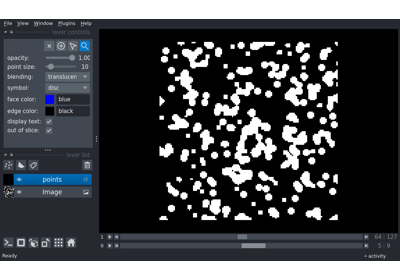 File View Window Plugins Help
layer controls
opacity: 1.00
point size: 10
blending: translucen
symbol: disc
face color: blue
edge color: black
display text:
out of slice:
layer list
points
Image
1 64 127
0 5 9
Ready activity